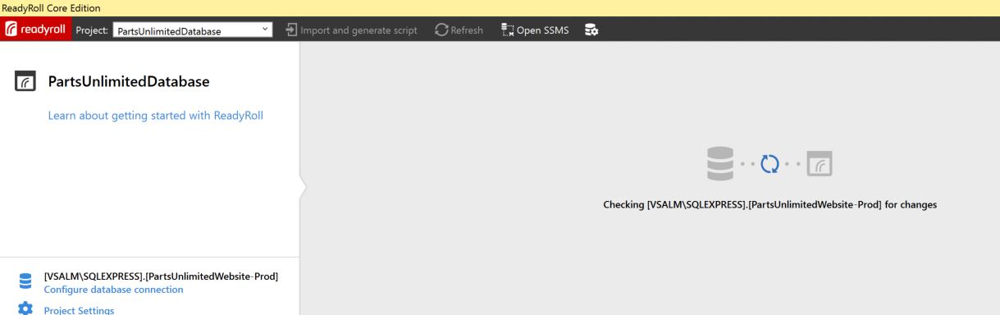 ReadyRoll Core Edition
readyroll Project: PartsUnlimitedDatabase Import and generate script Refresh Open SSMS
PartsUnlimitedDatabase
Learn about getting started with ReadyRoll
Checking [VSALM\SQLEXPRESS].[PartsUnlimitedWebsite-Prod] for changes
[VSALM\SQLEXPRESS].[PartsUnlimitedWebsite-Prod]
Configure database connection
Project Settings